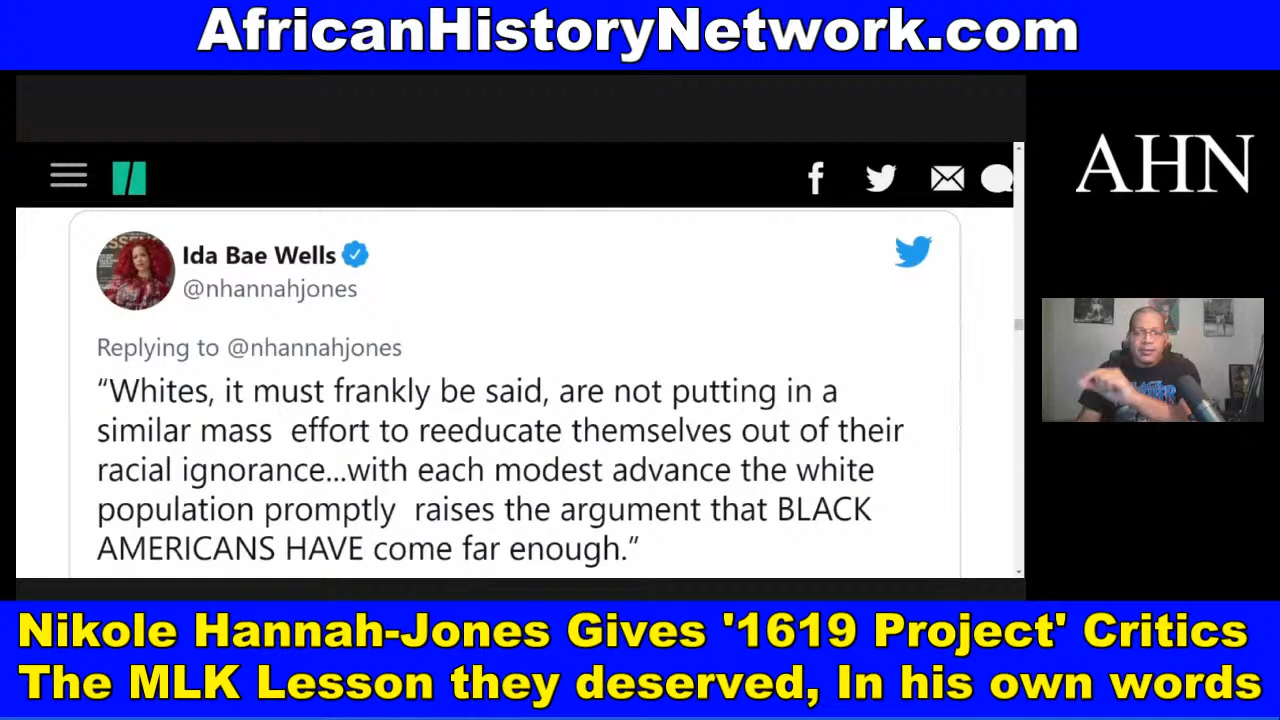 AfricanHistoryNetwork.com
AHN
Ida Bae Wells
@nhannahjones
Replying to @nhannahjones
“Whites, it must frankly be said, are not putting in a
similar mass effort to reeducate themselves out of their
racial ignorance...with each modest advance the white
population promptly raises the argument that BLACK
AMERICANS HAVE come far enough.”
Nikole Hannah-Jones Gives '1619 Project' Critics
The MLK Lesson they deserved, In his own words